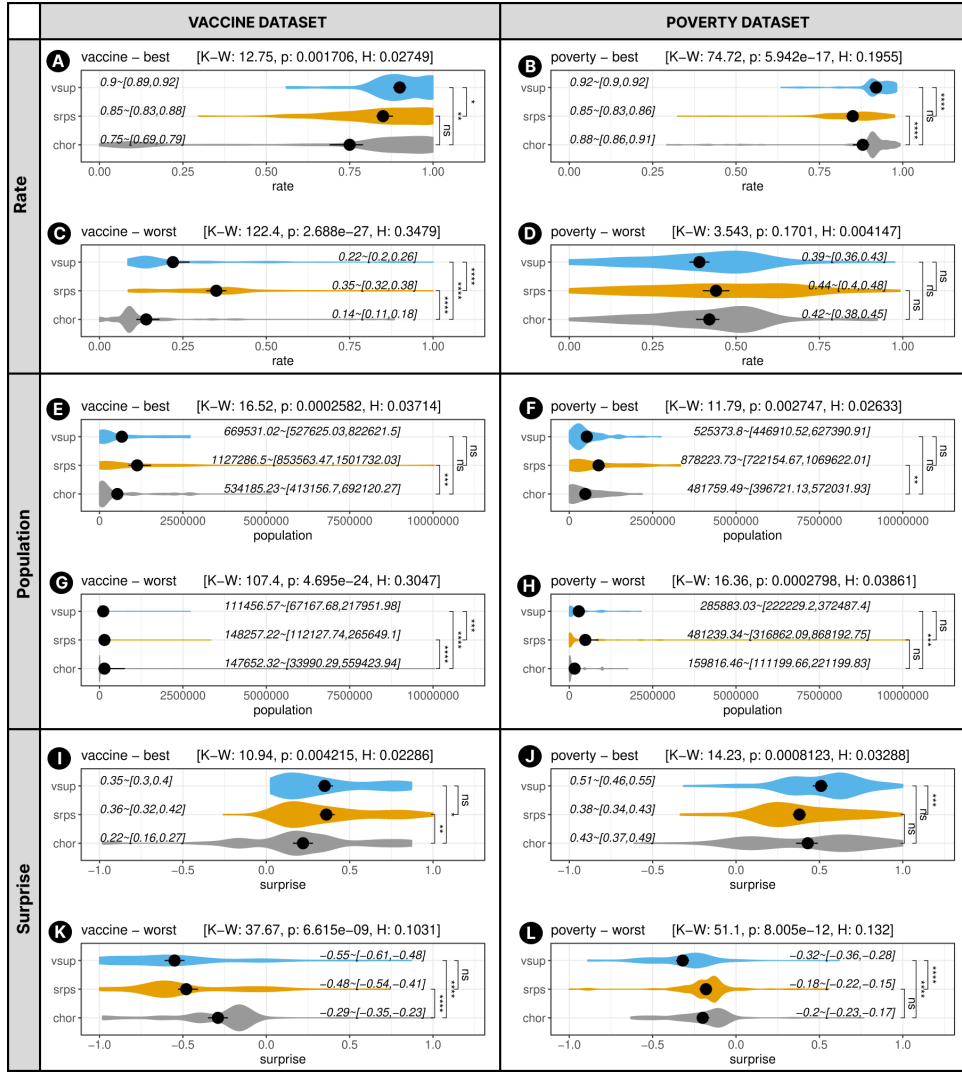 VACCINE DATASET
POVERTY DATASET
Rate
A vaccine – best [K-W: 12.75, p: 0.001706, H: 0.02749]
vsup 0.9~[0.89,0.92]
srps 0.85~[0.83,0.88]
chor 0.75~[0.69,0.79]
* ** ns
0.00 0.25 0.50 0.75 1.00
rate
B poverty – best [K-W: 74.72, p: 5.942e−17, H: 0.1955]
vsup 0.92~[0.9,0.92]
srps 0.85~[0.83,0.86]
chor 0.88~[0.86,0.91]
**** ns ****
0.00 0.25 0.50 0.75 1.00
rate
C vaccine – worst [K-W: 122.4, p: 2.688e−27, H: 0.3479]
vsup 0.22~[0.2,0.26]
srps 0.35~[0.32,0.38]
chor 0.14~[0.11,0.18]
**** **** ****
0.00 0.25 0.50 0.75 1.00
rate
D poverty – worst [K-W: 3.543, p: 0.1701, H: 0.004147]
vsup 0.39~[0.36,0.43]
srps 0.44~[0.4,0.48]
chor 0.42~[0.38,0.45]
ns ns ns
0.00 0.25 0.50 0.75 1.00
rate
Population
E vaccine – best [K-W: 16.52, p: 0.0002582, H: 0.03714]
vsup 669531.02~[527625.03,822621.5]
srps 1127286.5~[853563.47,1501732.03]
chor 534185.23~[413156.7,692120.27]
ns ns ***
0 2500000 5000000 7500000 10000000
population
F poverty – best [K-W: 11.79, p: 0.002747, H: 0.02633]
vsup 525373.8~[446910.52,627390.91]
srps 878223.73~[722154.67,1069622.01]
chor 481759.49~[396721.13,572031.93]
ns ns **
0 2500000 5000000 7500000 10000000
population
G vaccine – worst [K-W: 107.4, p: 4.695e−24, H: 0.3047]
vsup 111456.57~[67167.68,217951.98]
srps 148257.22~[112127.74,265649.1]
chor 147652.32~[33990.29,559423.94]
*** **** ****
0 2500000 5000000 7500000 10000000
population
H poverty – worst [K-W: 16.36, p: 0.0002798, H: 0.03861]
vsup 285883.03~[222229.2,372487.4]
srps 481239.34~[316862.09,868192.75]
chor 159816.46~[111199.66,221199.83]
ns *** ns
0 2500000 5000000 7500000 10000000
population
Surprise
I vaccine – best [K-W: 10.94, p: 0.004215, H: 0.02286]
vsup 0.35~[0.3,0.4]
srps 0.36~[0.32,0.42]
chor 0.22~[0.16,0.27]
ns * **
−1.0 −0.5 0.0 0.5 1.0
surprise
J poverty – best [K-W: 14.23, p: 0.0008123, H: 0.03288]
vsup 0.51~[0.46,0.55]
srps 0.38~[0.34,0.43]
chor 0.43~[0.37,0.49]
*** ns ns
−1.0 −0.5 0.0 0.5 1.0
surprise
K vaccine – worst [K-W: 37.67, p: 6.615e−09, H: 0.1031]
vsup −0.55~[−0.61,−0.48]
srps −0.48~[−0.54,−0.41]
chor −0.29~[−0.35,−0.23]
ns **** ****
−1.0 −0.5 0.0 0.5 1.0
surprise
L poverty – worst [K-W: 51.1, p: 8.005e−12, H: 0.132]
vsup −0.32~[−0.36,−0.28]
srps −0.18~[−0.22,−0.15]
chor −0.2~[−0.23,−0.17]
**** **** ns
−1.0 −0.5 0.0 0.5 1.0
surprise